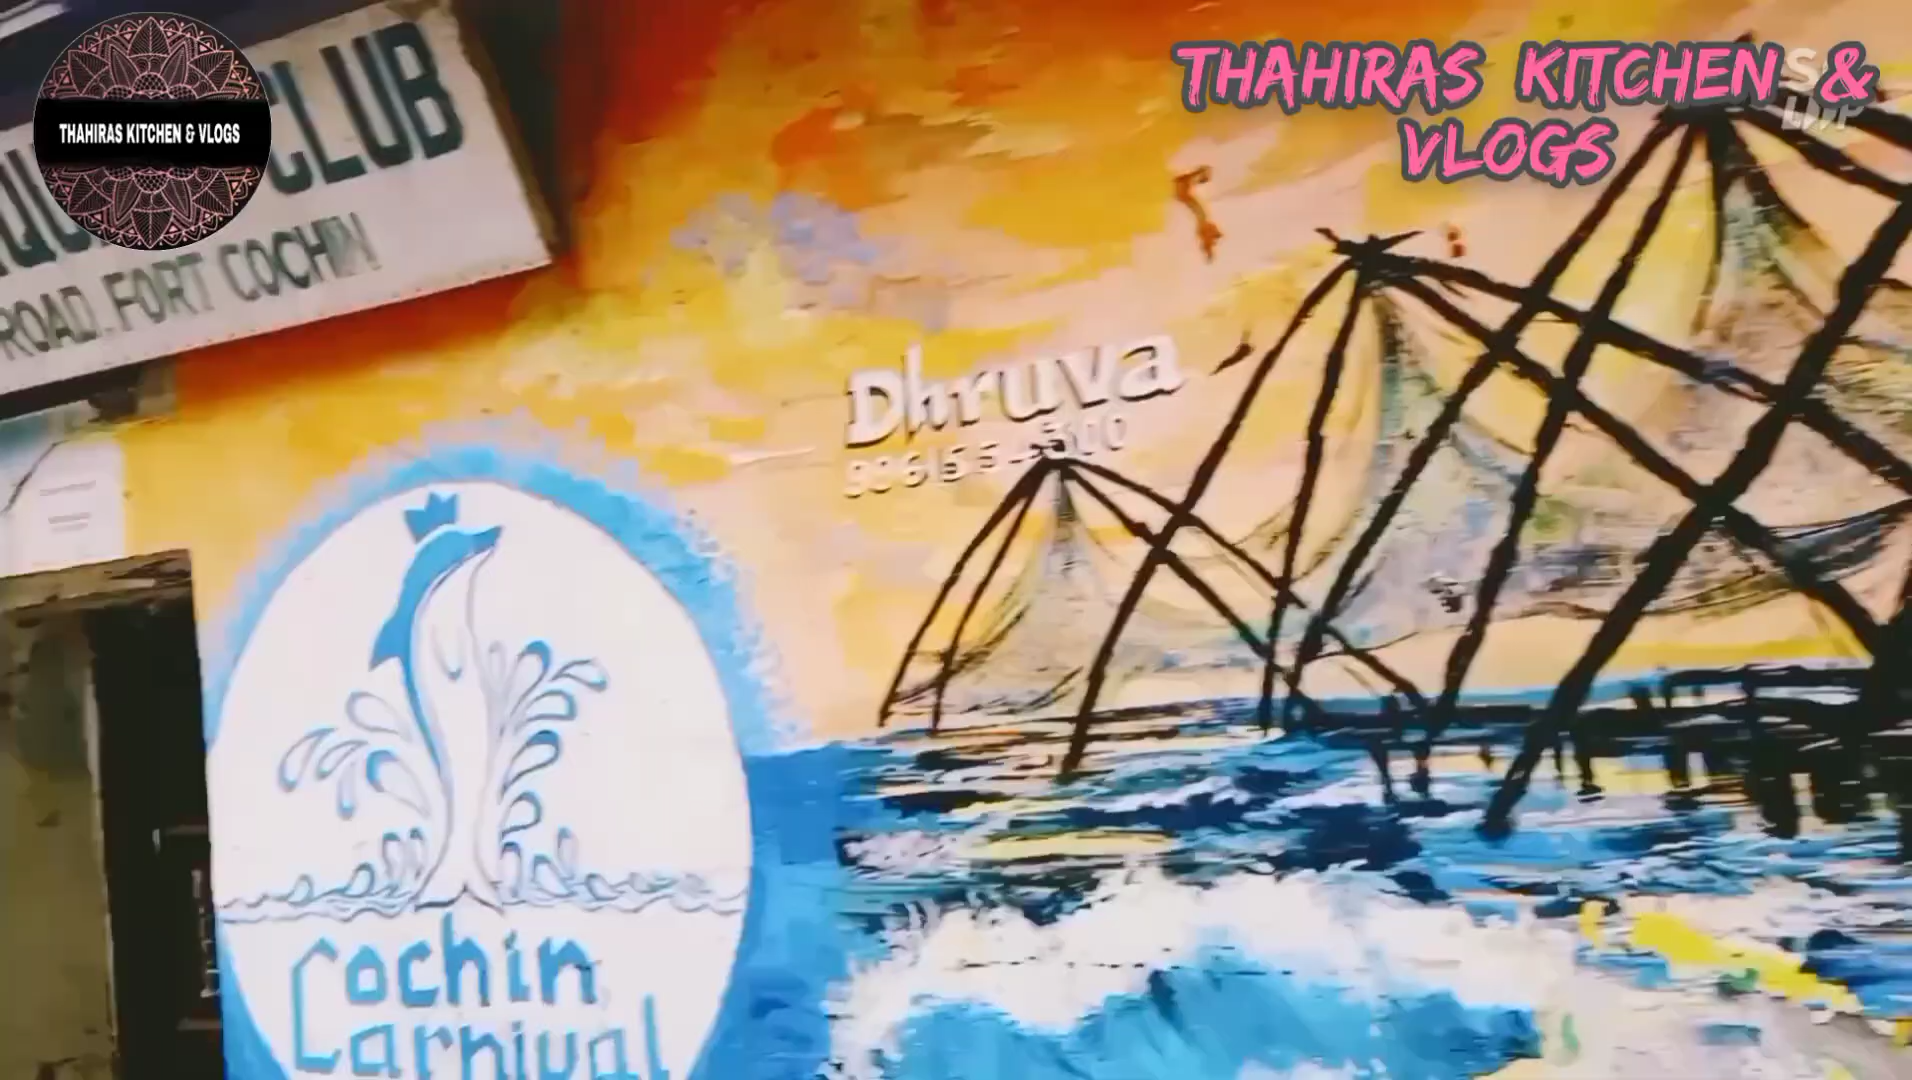 THAHIRAS KITCHEN & VLOGS
CLUB
ROAD. FORT COCHIN
THAHIRAS KITCHEN &
VLOGS
Dhruva
Cochin
Carnival